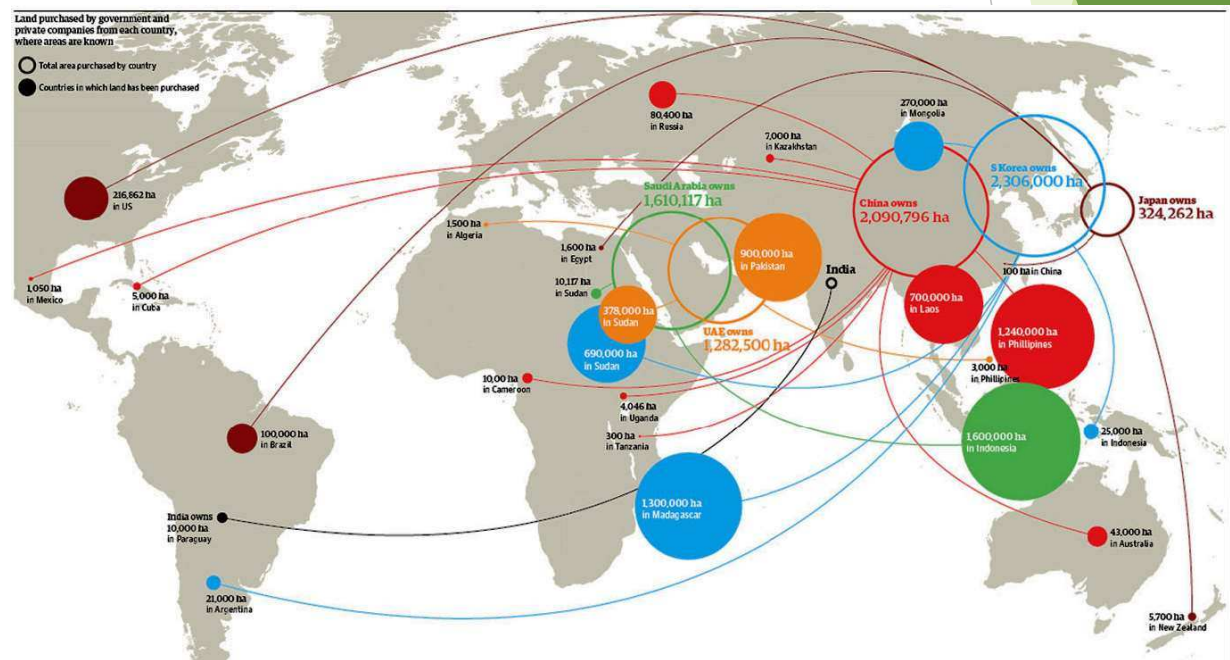 Land purchased by government and
private companies from each country,
where areas are known
Total area purchased by country
Countries in which land has been purchased
216,862 ha
in US
1,050 ha
in Mexico
5,000 ha
in Cuba
100,000 ha
in Brazil
India owns
10,000 ha
in Paraguay
21,000 ha
in Argentina
80,400 ha
in Russia
7,000 ha
in Kazakhstan
270,000 ha
in Mongolia
S Korea owns
2,306,000 ha
China owns
2,090,796 ha
Japan owns
324,262 ha
Saudi Arabia owns
1,610,117 ha
1,500 ha
in Algeria
1,600 ha
in Egypt
10,117 ha
in Sudan
378,000 ha
in Sudan
690,000 ha
in Sudan
900,000 ha
in Pakistan
UAE owns
1,282,500 ha
India
100 ha in China
700,000 ha
in Laos
1,240,000 ha
in Phillipines
3,000 ha
in Phillipines
10,00 ha
in Cameroon
4,046 ha
in Uganda
300 ha
in Tanzania
1,300,000 ha
in Madagascar
1,600,000 ha
in Indonesia
25,000 ha
in Indonesia
43,000 ha
in Australia
5,700 ha
in New Zealand